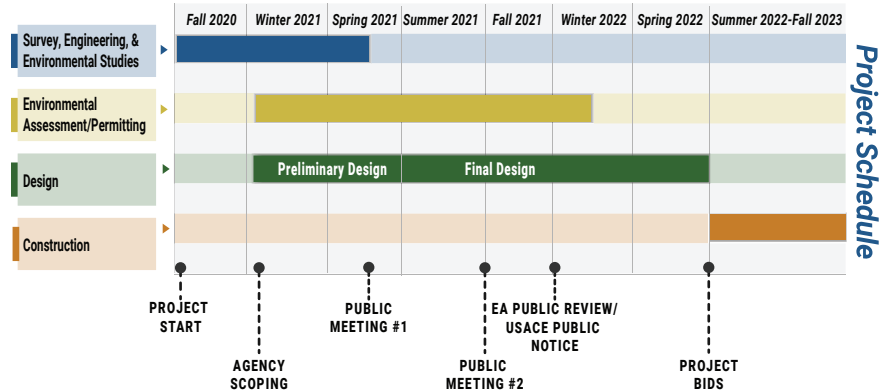 Fall 2020
Winter 2021
Spring 2021
Summer 2021
Fall 2021
Winter 2022
Spring 2022
Summer 2022-Fall 2023
Survey, Engineering, &
Environmental Studies
Environmental
Assessment/Permitting
Design
Preliminary Design
Final Design
Construction
Project Schedule
PROJECT
START
AGENCY
SCOPING
PUBLIC
MEETING #1
PUBLIC
MEETING #2
EA PUBLIC REVIEW/
USACE PUBLIC
NOTICE
PROJECT
BIDS